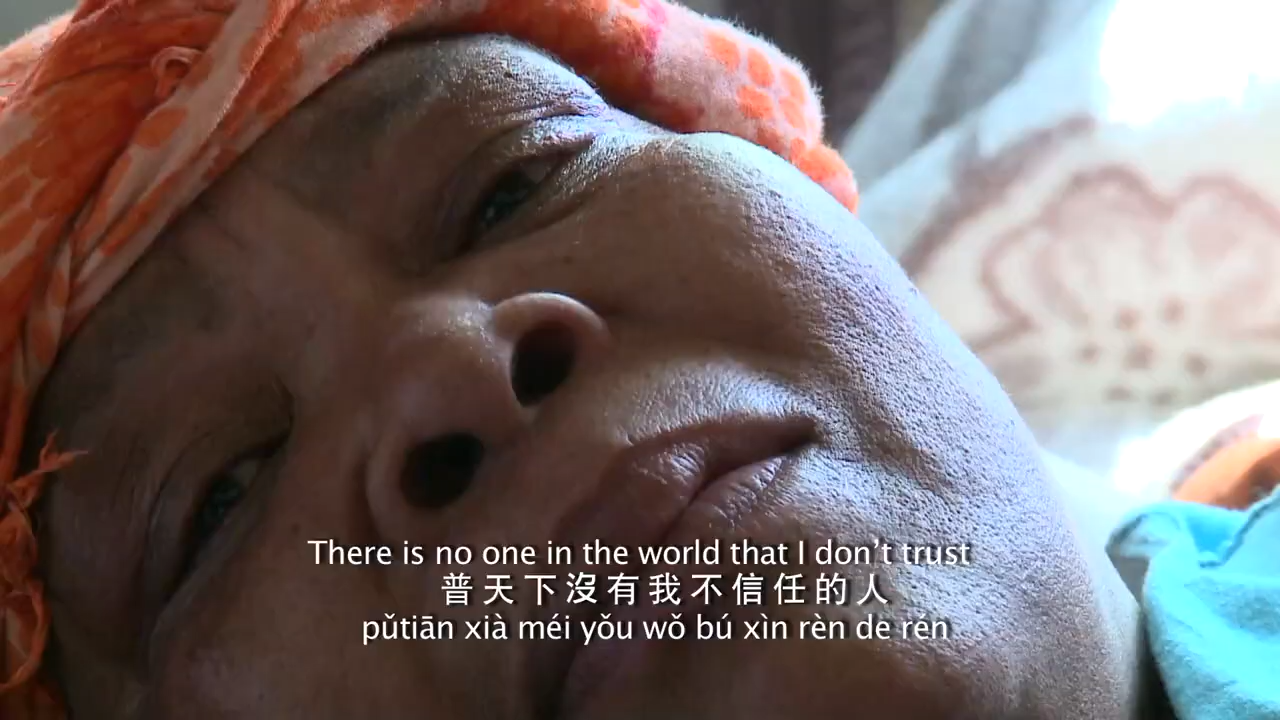 There is no one in the world that I don't trust
普天下沒有我不信任的人
pǔtiān xià méi yǒu wǒ bú xìn rèn de rén